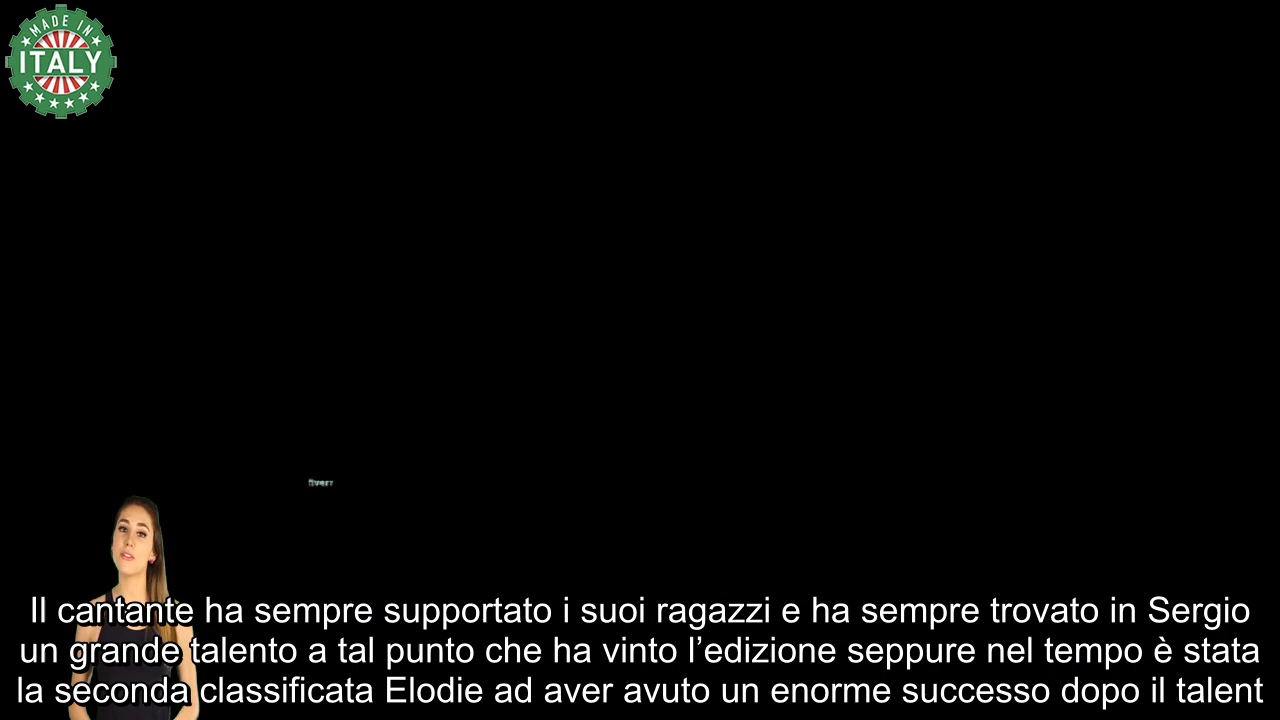 MADE IN
ITALY
fiverr
Il cantante ha sempre supportato i suoi ragazzi e ha sempre trovato in Sergio
un grande talento a tal punto che ha vinto l’edizione seppure nel tempo è stata
la seconda classificata Elodie ad aver avuto un enorme successo dopo il talent